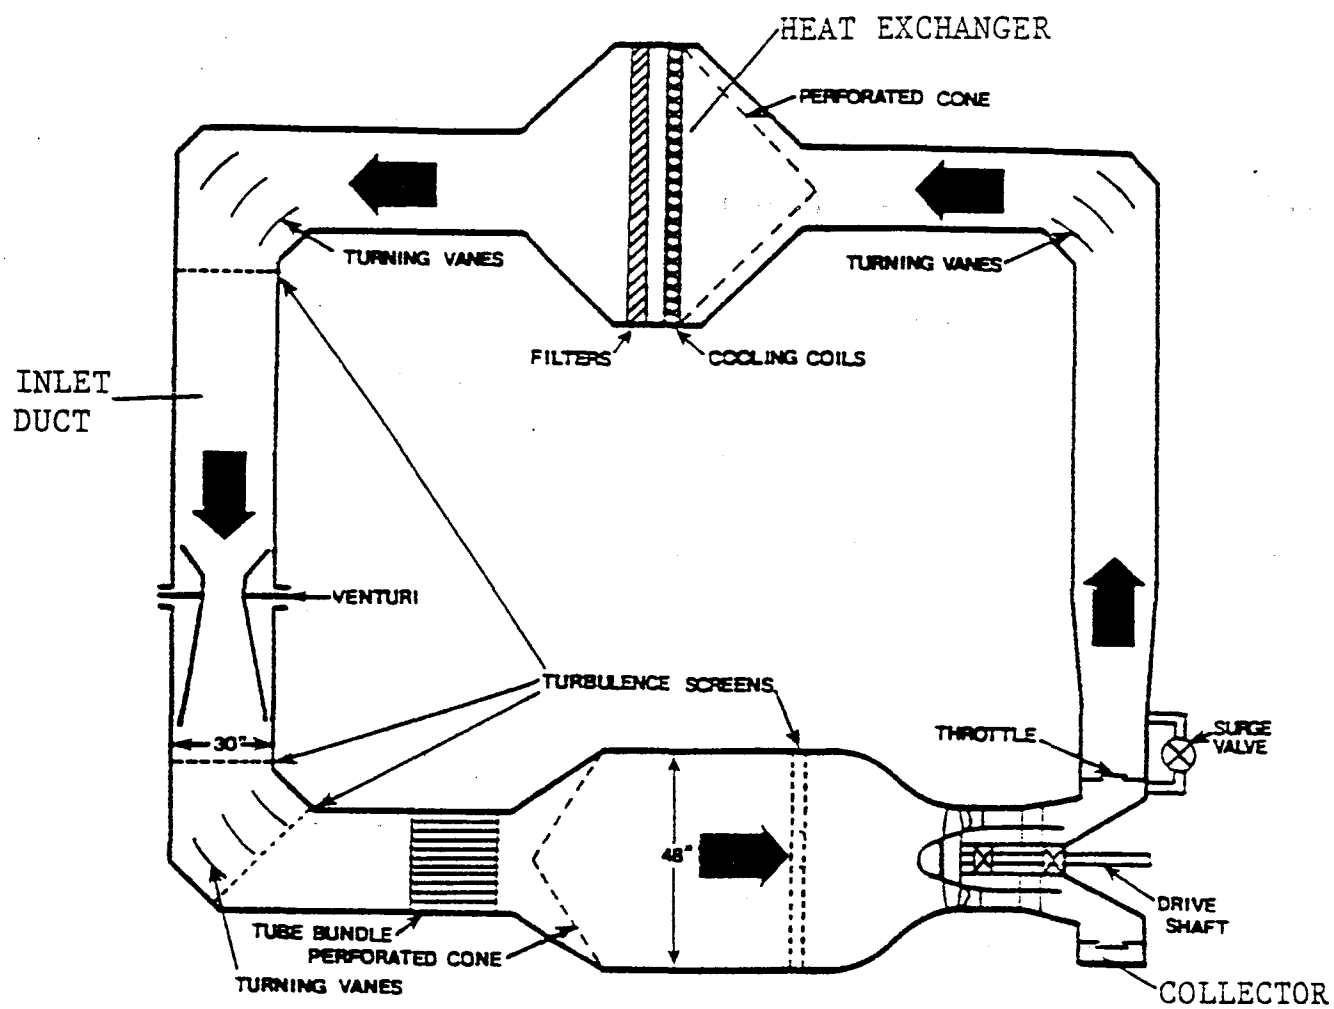 HEAT EXCHANGER
PERFORATED CONE
TURNING VANES
TURNING VANES
FILTERS
COOLING COILS
INLET
DUCT
VENTURI
TURBULENCE SCREENS
30"
THROTTLE
SURGE
VALVE
48"
DRIVE
SHAFT
TUBE BUNDLE
PERFORATED CONE
TURNING VANES
COLLECTOR